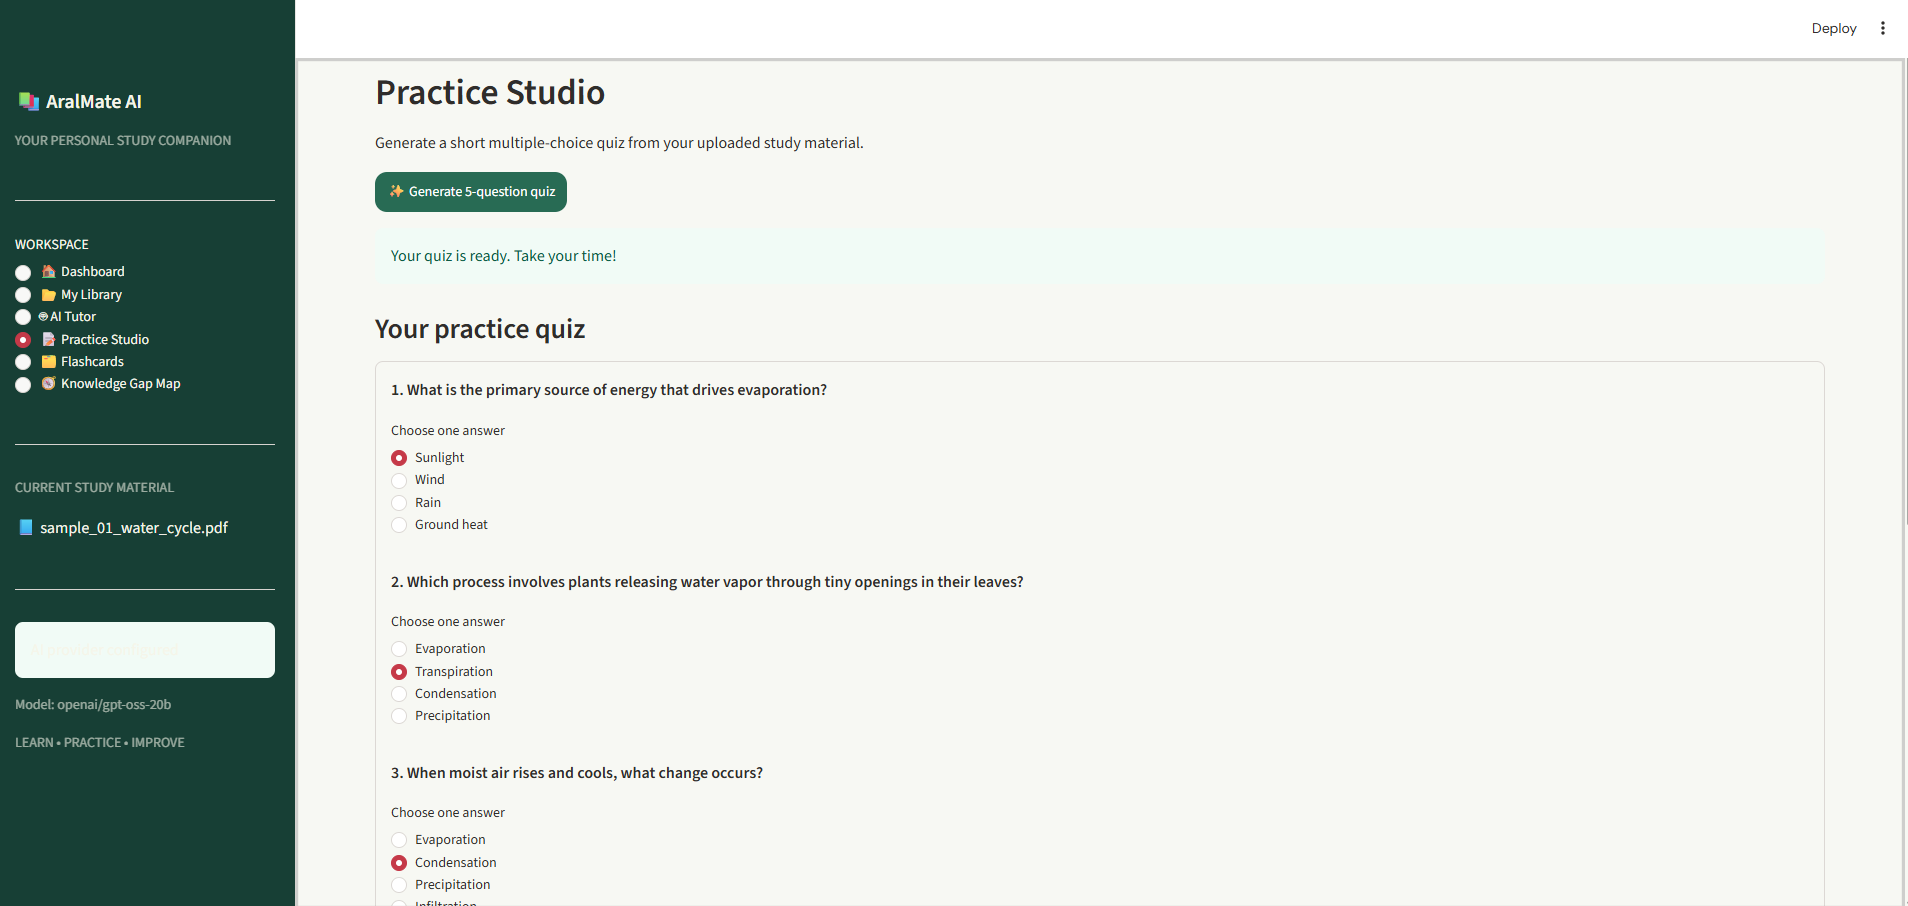 Deploy
AralMate AI
YOUR PERSONAL STUDY COMPANION
WORKSPACE
Dashboard
My Library
AI Tutor
Practice Studio
Flashcards
Knowledge Gap Map
CURRENT STUDY MATERIAL
sample_01_water_cycle.pdf
Model: openai/gpt-oss-20b
LEARN • PRACTICE • IMPROVE
Practice Studio
Generate a short multiple-choice quiz from your uploaded study material.
✨ Generate 5-question quiz
Your quiz is ready. Take your time!
Your practice quiz
1. What is the primary source of energy that drives evaporation?
Choose one answer
Sunlight
Wind
Rain
Ground heat
2. Which process involves plants releasing water vapor through tiny openings in their leaves?
Choose one answer
Evaporation
Transpiration
Condensation
Precipitation
3. When moist air rises and cools, what change occurs?
Choose one answer
Evaporation
Condensation
Precipitation
Infiltration